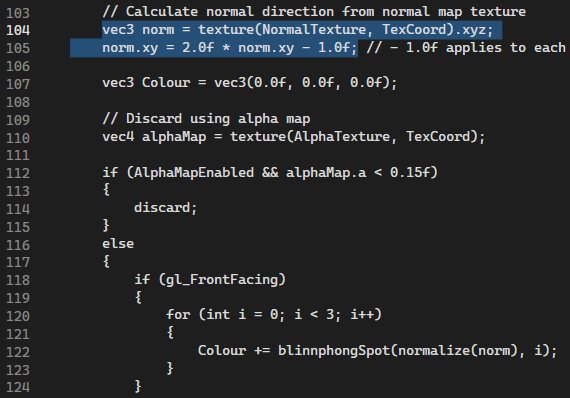 103 // Calculate normal direction from normal map texture
104 vec3 norm = texture(NormalTexture, TexCoord).xyz;
105 norm.xy = 2.0f * norm.xy - 1.0f; // - 1.0f applies to each
106
107 vec3 Colour = vec3(0.0f, 0.0f, 0.0f);
108
109 // Discard using alpha map
110 vec4 alphaMap = texture(AlphaTexture, TexCoord);
111
112 if (AlphaMapEnabled && alphaMap.a < 0.15f)
113 {
114 discard;
115 }
116 else
117 {
118 if (gl_FrontFacing)
119 {
120 for (int i = 0; i < 3; i++)
121 {
122 Colour += blinnphongSpot(normalize(norm), i);
123 }
124 }